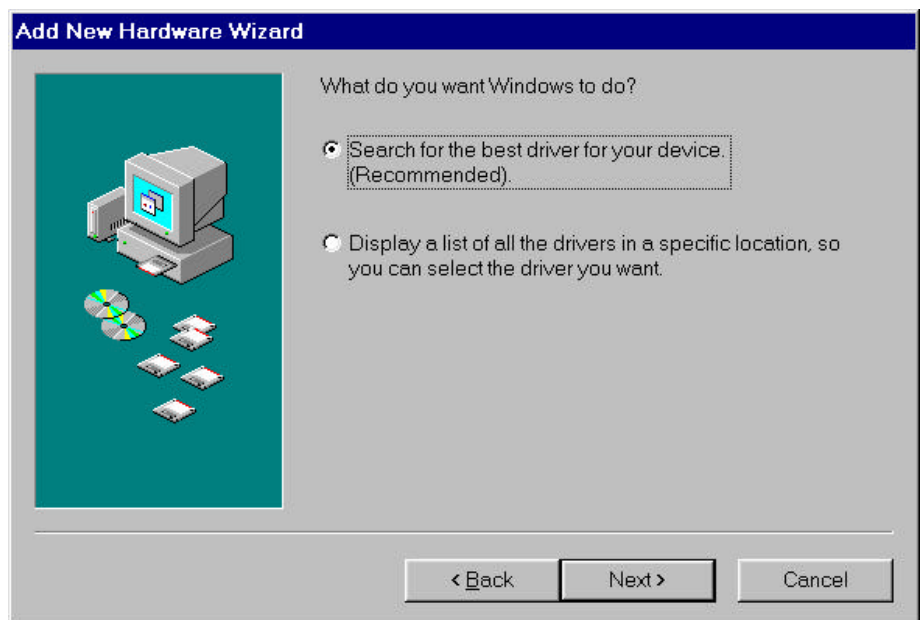 Add New Hardware Wizard
What do you want Windows to do?
Search for the best driver for your device.
(Recommended).
Display a list of all the drivers in a specific location, so
you can select the driver you want.
< Back
Next >
Cancel